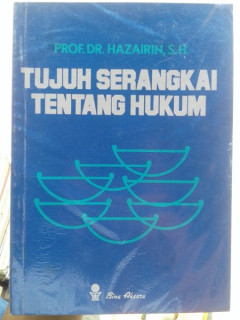 PROF. DR. HAZAIRIN, S.H.
TUJUH SERANGKAI
TENTANG HUKUM
Bina Aksara